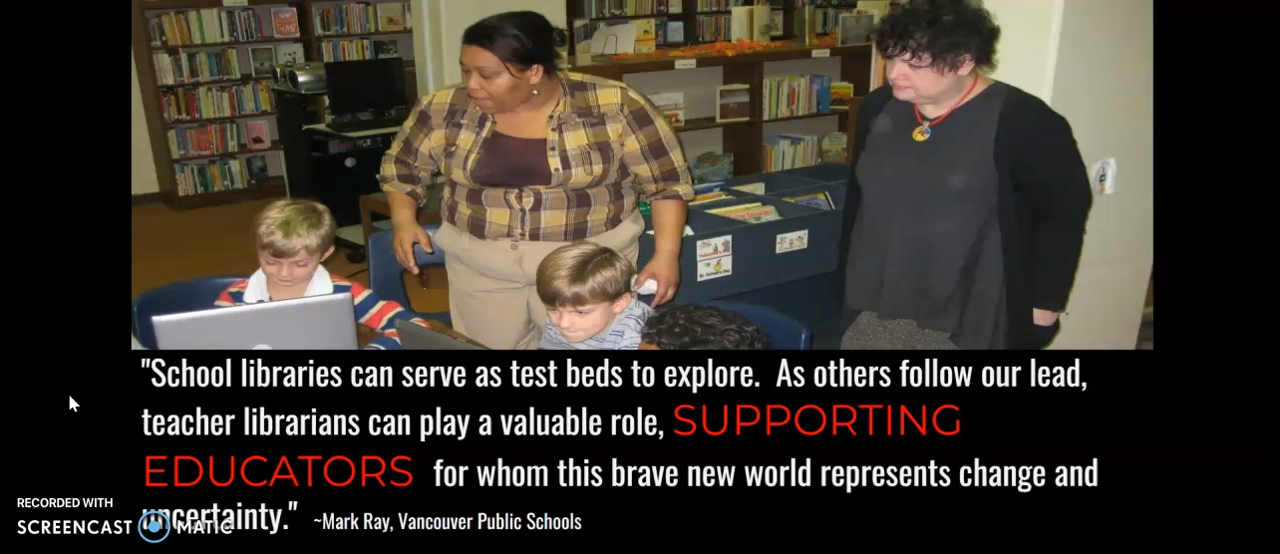 "School libraries can serve as test beds to explore.  As others follow our lead,
teacher librarians can play a valuable role, SUPPORTING
EDUCATORS for whom this brave new world represents change and
uncertainty." ~Mark Ray, Vancouver Public Schools
RECORDED WITH
SCREENCAST MATIC